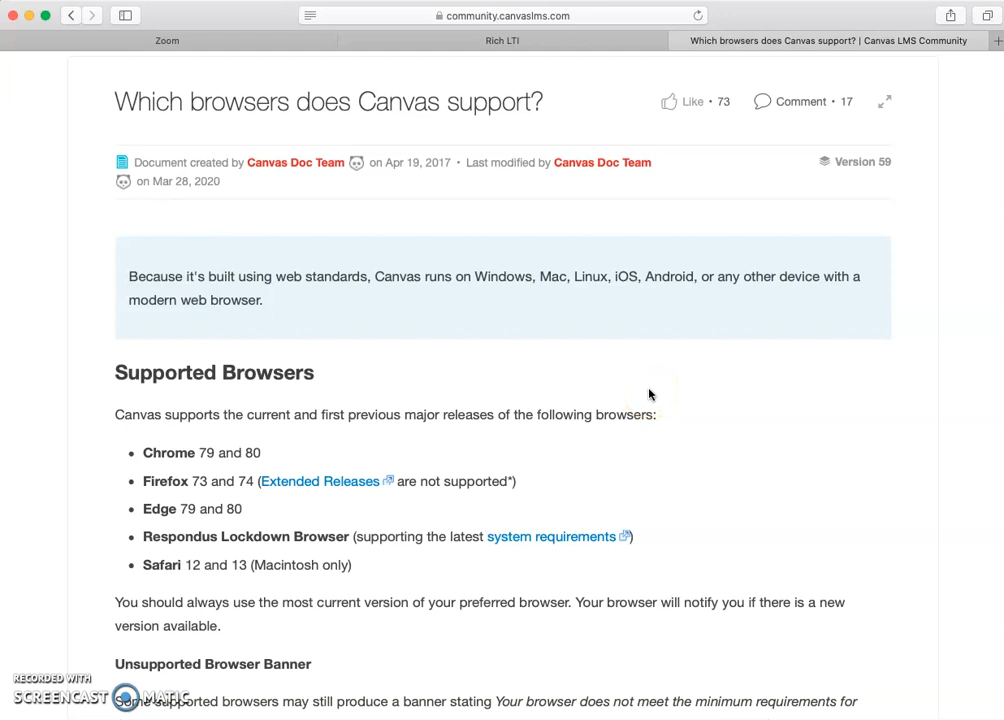 community.canvaslms.com
Zoom
Rich LTI
Which browsers does Canvas support? | Canvas LMS Community
Which browsers does Canvas support?
Like • 73
Comment • 17
Document created by Canvas Doc Team on Apr 19, 2017 • Last modified by Canvas Doc Team
on Mar 28, 2020
Version 59
Because it's built using web standards, Canvas runs on Windows, Mac, Linux, iOS, Android, or any other device with a
modern web browser.
Supported Browsers
Canvas supports the current and first previous major releases of the following browsers:
• Chrome 79 and 80
• Firefox 73 and 74 (Extended Releases are not supported*)
• Edge 79 and 80
• Respondus Lockdown Browser (supporting the latest system requirements)
• Safari 12 and 13 (Macintosh only)
You should always use the most current version of your preferred browser. Your browser will notify you if there is a new
version available.
Unsupported Browser Banner
Some supported browsers may still produce a banner stating Your browser does not meet the minimum requirements for
RECORDED WITH
SCREENCAST MATIC